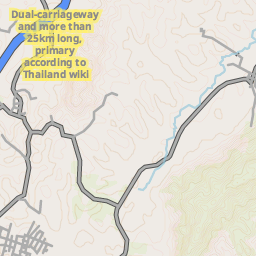 Dual-carriageway
and more than
25km long,
primary
according to
Thailand wiki